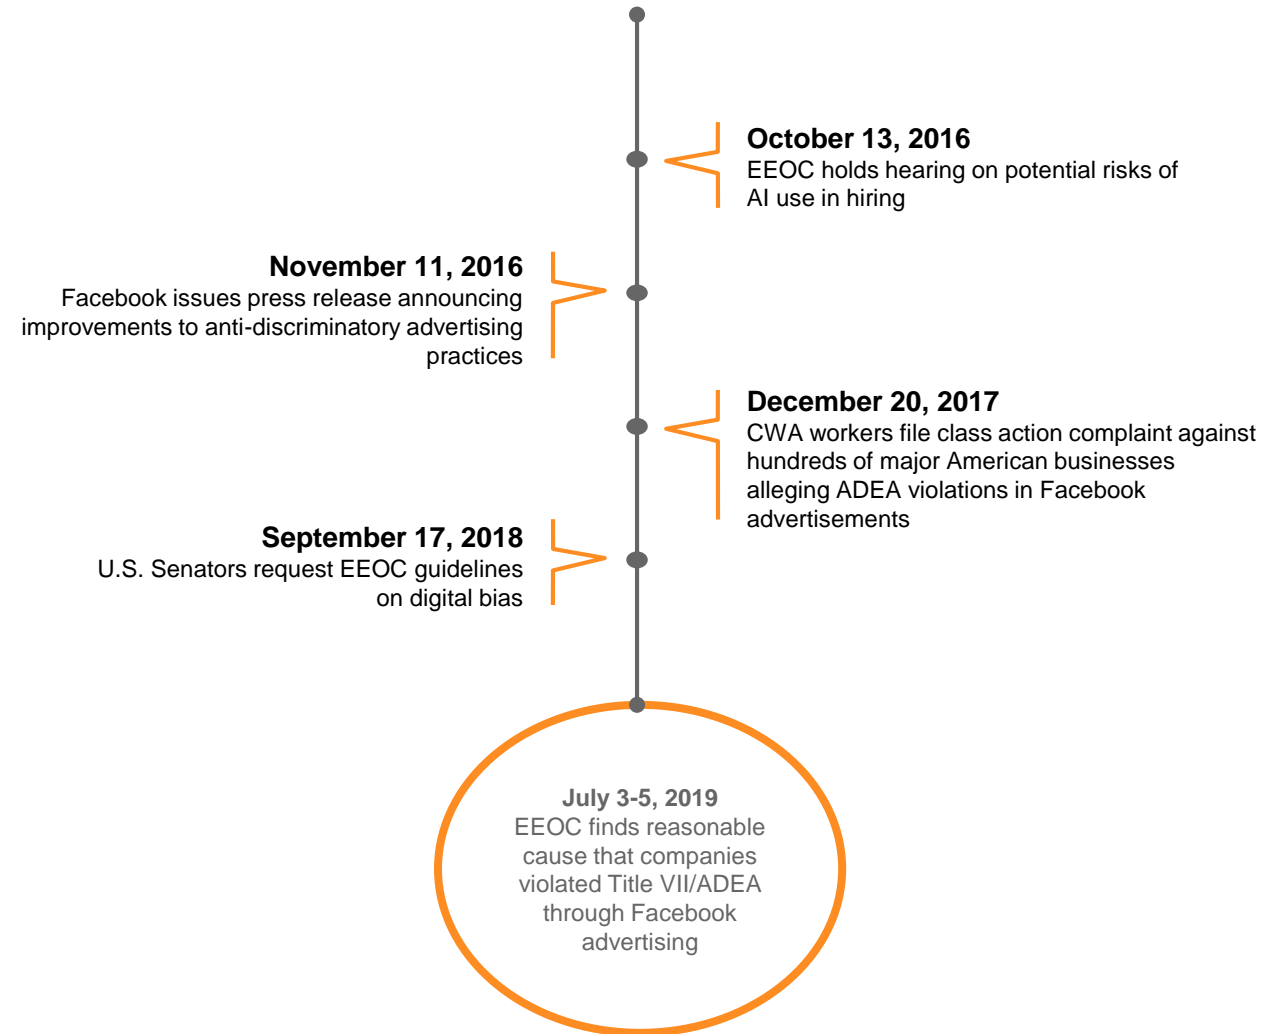 October 13, 2016
EEOC holds hearing on potential risks of
AI use in hiring
November 11, 2016
Facebook issues press release announcing
improvements to anti-discriminatory advertising
practices
December 20, 2017
CWA workers file class action complaint against
hundreds of major American businesses
alleging ADEA violations in Facebook
advertisements
September 17, 2018
U.S. Senators request EEOC guidelines
on digital bias
July 3-5, 2019
EEOC finds reasonable
cause that companies
violated Title VII/ADEA
through Facebook
advertising